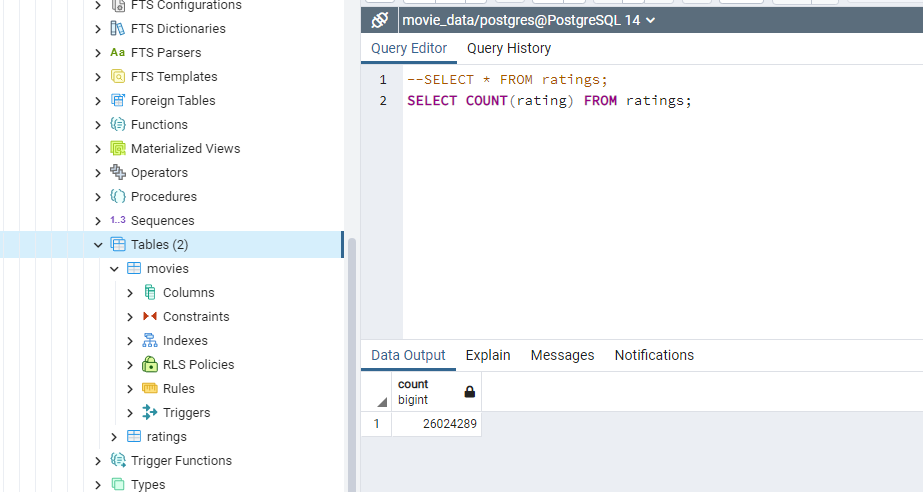 FTS Configurations
FTS Dictionaries
Aa FTS Parsers
FTS Templates
Foreign Tables
Functions
Materialized Views
Operators
Procedures
1..3 Sequences
Tables (2)
movies
Columns
Constraints
Indexes
RLS Policies
Rules
Triggers
ratings
Trigger Functions
Types
movie_data/postgres@PostgreSQL 14
Query Editor Query History
1 --SELECT * FROM ratings;
2 SELECT COUNT(rating) FROM ratings;
Data Output Explain Messages Notifications
count
bigint
1 26024289